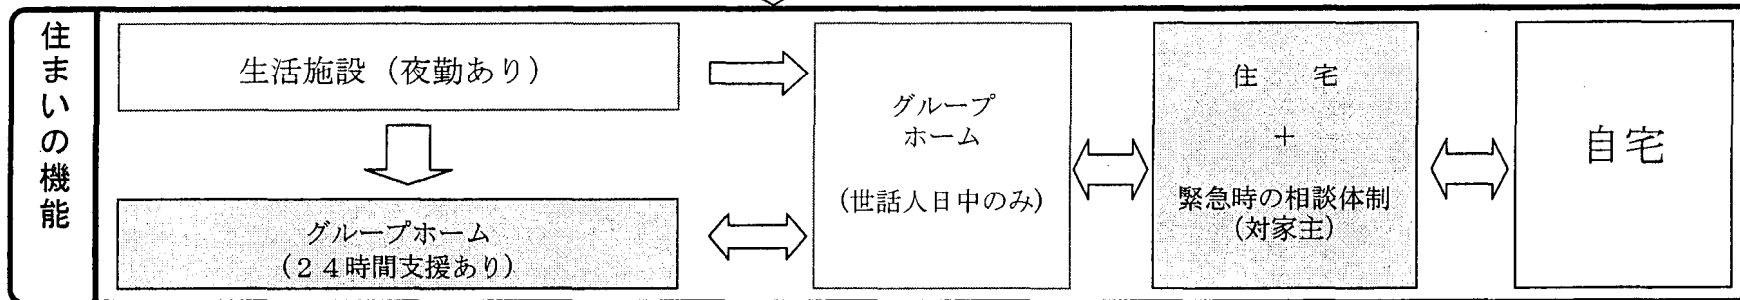 住まいの機能
生活施設（夜勤あり）
グループホーム
（２４時間支援あり）
グループ
ホーム
（世話人日中のみ）
住　宅
＋
緊急時の相談体制
（対家主）
自宅